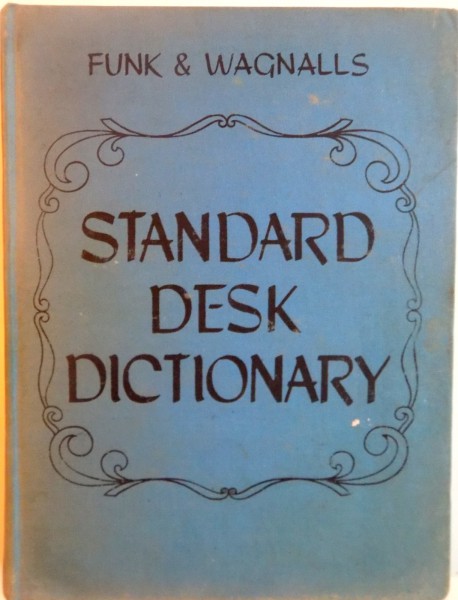 FUNK & WAGNALLS
STANDARD
DESK
DICTIONARY